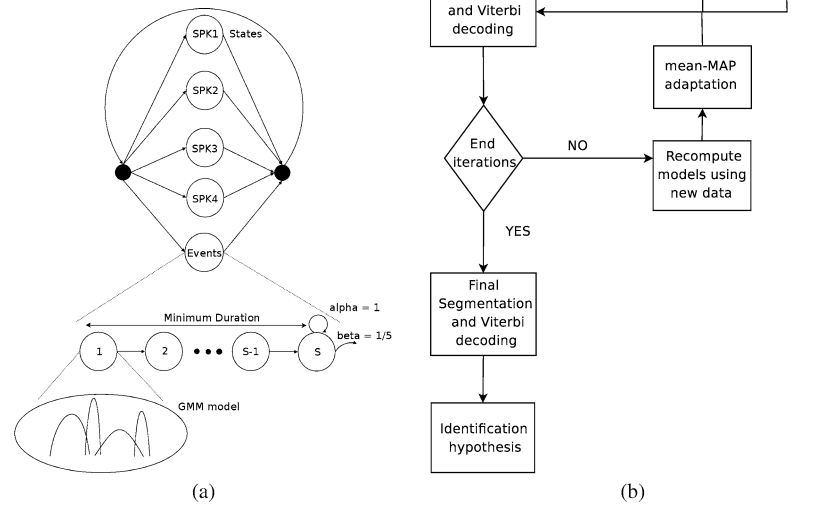 SPK1 States
SPK2
SPK3
SPK4
Events
alpha = 1
Minimum Duration
beta = 1/5
1
2
S-1
S
GMM model
(a)
and Viterbi
decoding
mean-MAP
adaptation
End
iterations
NO
Recompute
models using
new data
YES
Final
Segmentation
and Viterbi
decoding
Identification
hypothesis
(b)